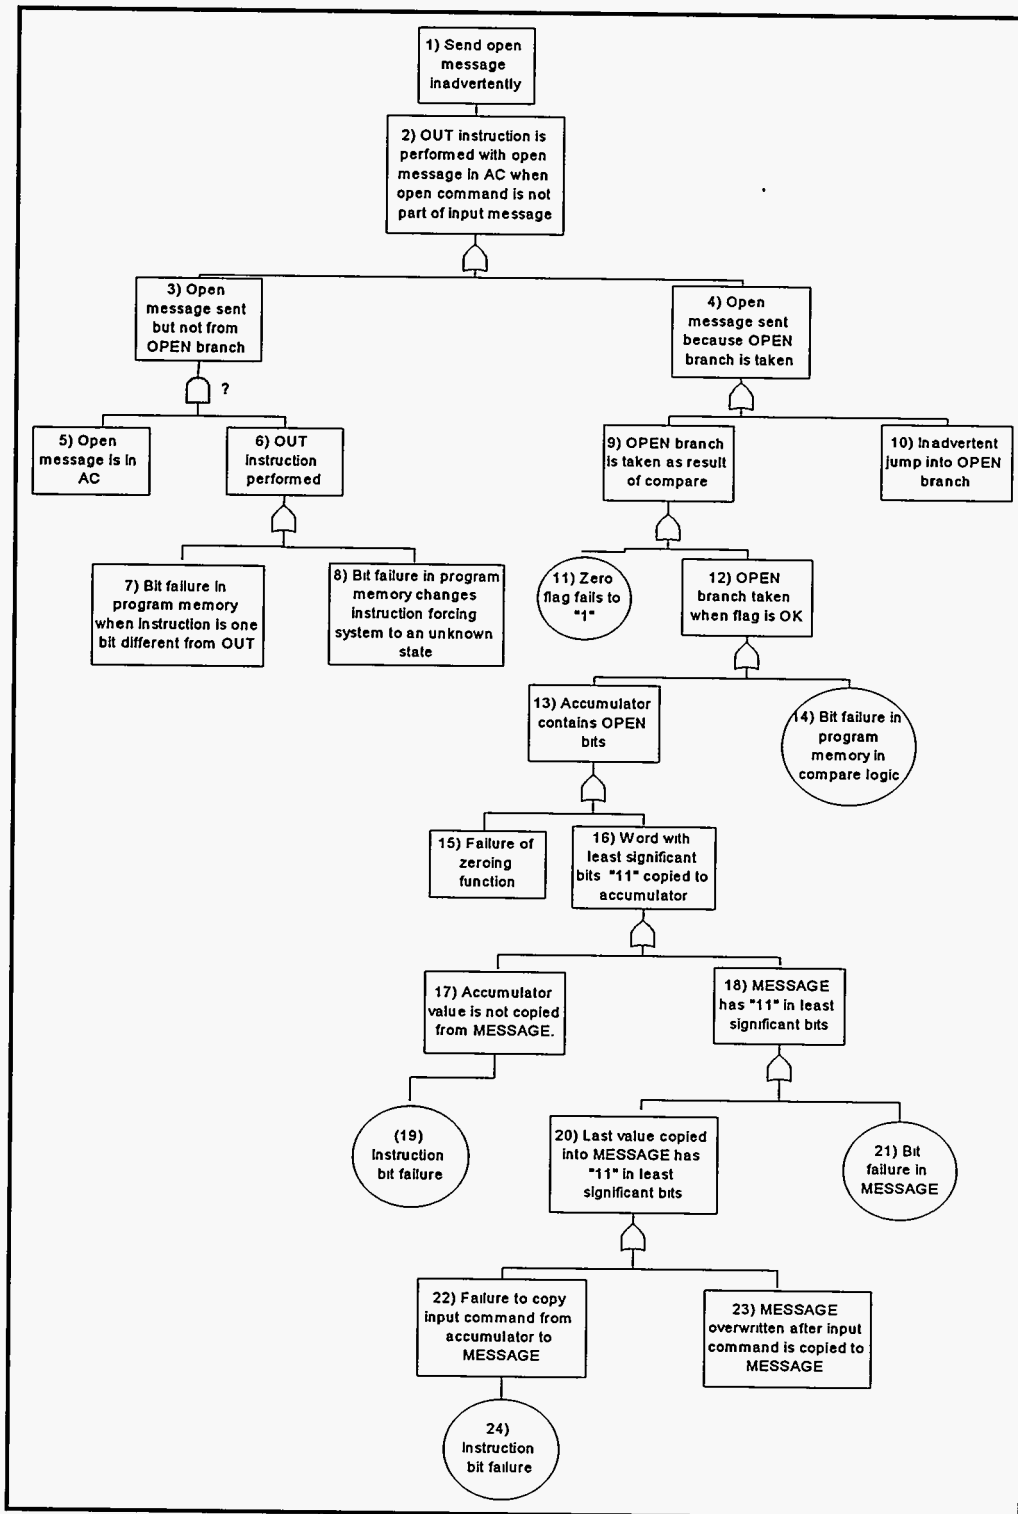 1) Send open
message
inadvertently
2) OUT instruction is
performed with open
message in AC when
open command is not
part of input message
3) Open
message sent
but not from
OPEN branch
4) Open
message sent
because OPEN
branch is taken
?
5) Open
message is in
AC
6) OUT
instruction
performed
9) OPEN branch
is taken as result
of compare
10) Inadvertent
jump into OPEN
branch
7) Bit failure in
program memory
when instruction is one
bit different from OUT
8) Bit failure in program
memory changes
instruction forcing
system to an unknown
state
11) Zero
flag fails to
"1"
12) OPEN
branch taken
when flag is OK
13) Accumulator
contains OPEN
bits
14) Bit failure in
program
memory in
compare logic
15) Failure of
zeroing
function
16) Word with
least significant
bits "11" copied to
accumulator
17) Accumulator
value is not copied
from MESSAGE.
18) MESSAGE
has "11" in least
significant bits
(19)
Instruction
bit failure
20) Last value copied
into MESSAGE has
"11" in least
significant bits
21) Bit
failure in
MESSAGE
22) Failure to copy
input command from
accumulator to
MESSAGE
23) MESSAGE
overwritten after input
command is copied to
MESSAGE
24)
Instruction
bit failure